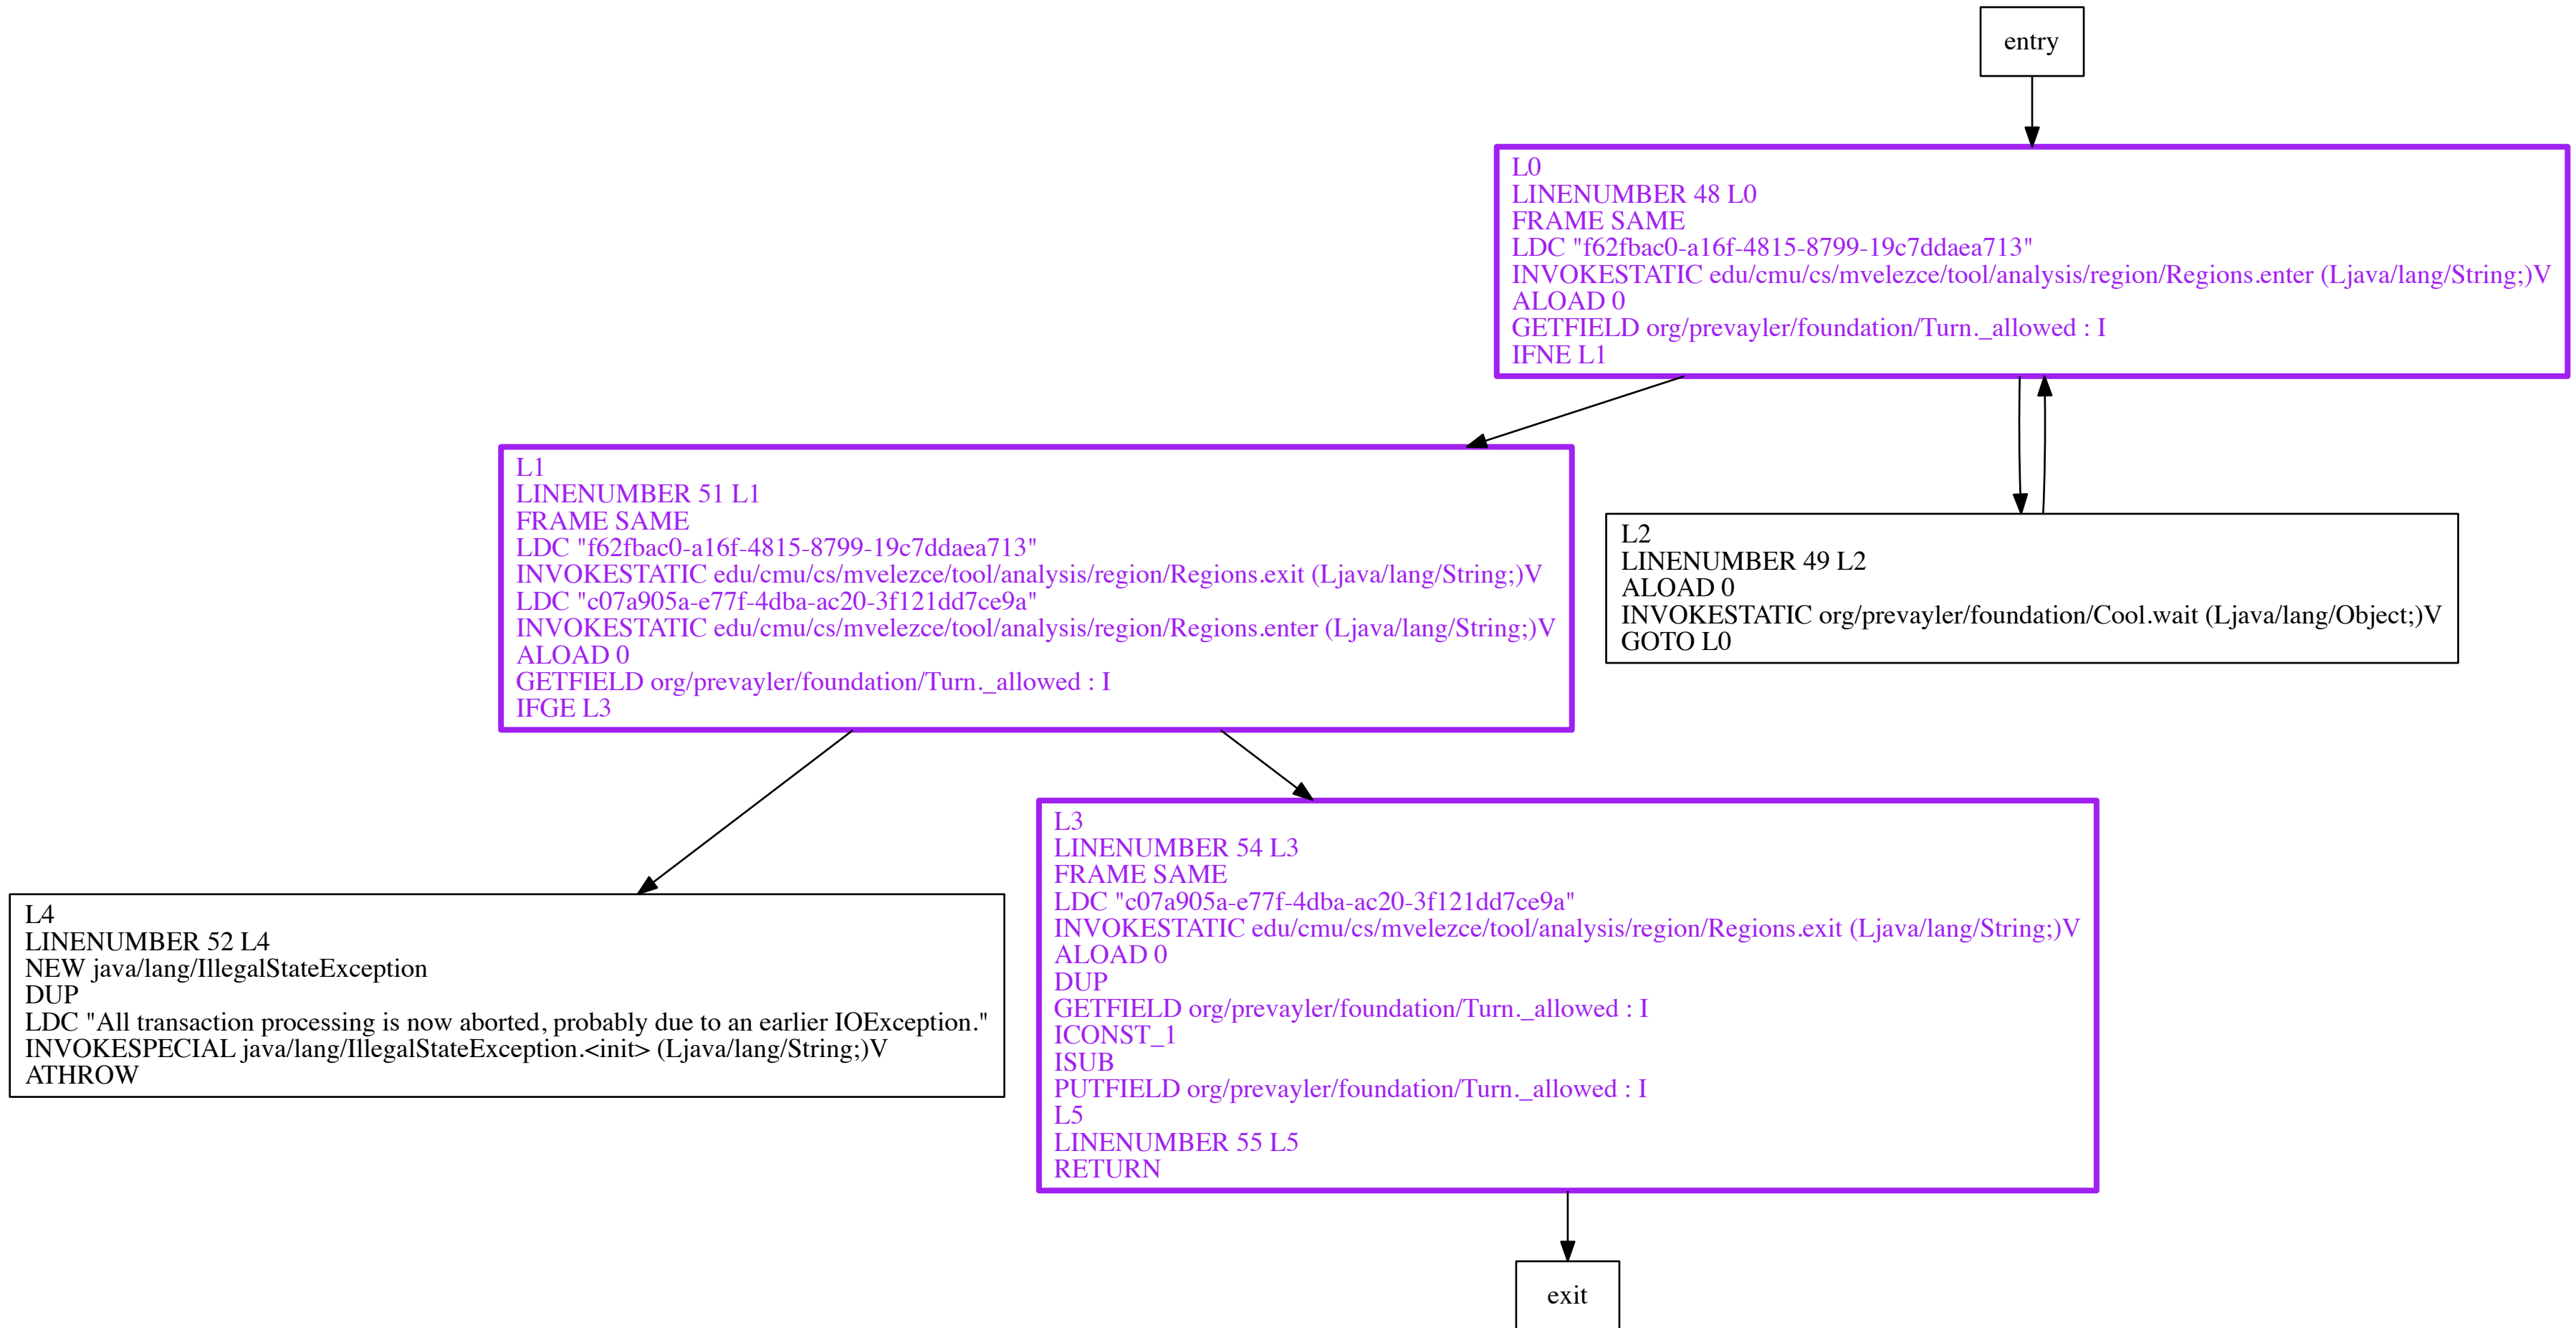 entry
L0
LINENUMBER 48 L0
FRAME SAME
LDC "f62fbac0-a16f-4815-8799-19c7ddaea713"
INVOKESTATIC edu/cmu/cs/mvelezce/tool/analysis/region/Regions.enter (Ljava/lang/String;)V
ALOAD 0
GETFIELD org/prevayler/foundation/Turn._allowed : I
IFNE L1
L1
LINENUMBER 51 L1
FRAME SAME
LDC "f62fbac0-a16f-4815-8799-19c7ddaea713"
INVOKESTATIC edu/cmu/cs/mvelezce/tool/analysis/region/Regions.exit (Ljava/lang/String;)V
LDC "c07a905a-e77f-4dba-ac20-3f121dd7ce9a"
INVOKESTATIC edu/cmu/cs/mvelezce/tool/analysis/region/Regions.enter (Ljava/lang/String;)V
ALOAD 0
GETFIELD org/prevayler/foundation/Turn._allowed : I
IFGE L3
L2
LINENUMBER 49 L2
ALOAD 0
INVOKESTATIC org/prevayler/foundation/Cool.wait (Ljava/lang/Object;)V
GOTO L0
L4
LINENUMBER 52 L4
NEW java/lang/IllegalStateException
DUP
LDC "All transaction processing is now aborted, probably due to an earlier IOException."
INVOKESPECIAL java/lang/IllegalStateException.<init> (Ljava/lang/String;)V
ATHROW
L3
LINENUMBER 54 L3
FRAME SAME
LDC "c07a905a-e77f-4dba-ac20-3f121dd7ce9a"
INVOKESTATIC edu/cmu/cs/mvelezce/tool/analysis/region/Regions.exit (Ljava/lang/String;)V
ALOAD 0
DUP
GETFIELD org/prevayler/foundation/Turn._allowed : I
ICONST_1
ISUB
PUTFIELD org/prevayler/foundation/Turn._allowed : I
L5
LINENUMBER 55 L5
RETURN
exit